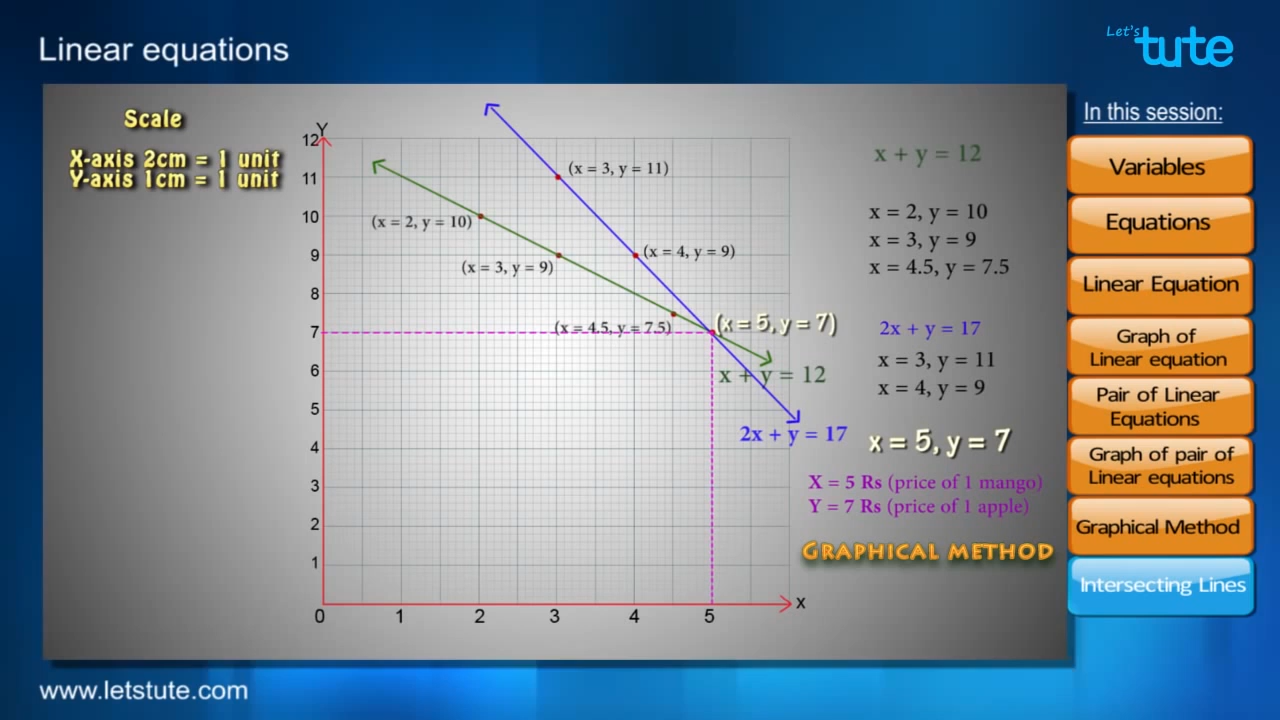 Linear equations
Let's
tute
In this session:
Scale
X-axis 2cm = 1 unit
Y-axis 1cm = 1 unit
Y
12
11
10
9
8
7
6
5
4
3
2
1
0
1
2
3
4
5
X
(x = 3, y = 11)
(x = 2, y = 10)
(x = 4, y = 9)
(x = 3, y = 9)
(x = 4.5, y = 7.5)
(x = 5, y = 7)
x + y = 12
2x + y = 17
x + y = 12
x = 2, y = 10
x = 3, y = 9
x = 4.5, y = 7.5
2x + y = 17
x = 3, y = 11
x = 4, y = 9
x = 5, y = 7
X = 5 Rs (price of 1 mango)
Y = 7 Rs (price of 1 apple)
GRAPHICAL METHOD
Variables
Equations
Linear Equation
Graph of
Linear equation
Pair of Linear
Equations
Graph of pair of
Linear equations
Graphical Method
Intersecting Lines
www.letstute.com